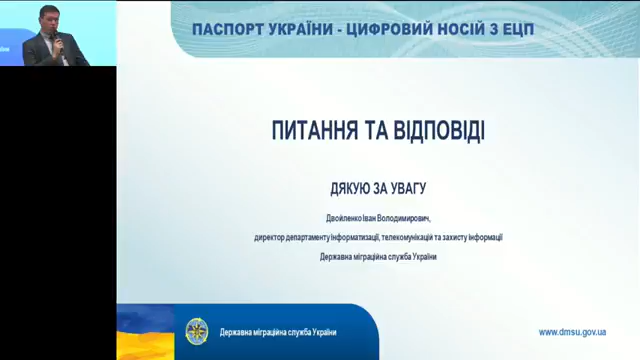 ПАСПОРТ УКРАЇНИ - ЦИФРОВИЙ НОСІЙ З ЕЦП
ПИТАННЯ ТА ВІДПОВІДІ
ДЯКУЮ ЗА УВАГУ
Двойленко Іван Володимирович,
директор департаменту інформатизації, телекомунікацій та захисту інформації
Державна міграційна служба України
Державна міграційна служба України
www.dmsu.gov.ua